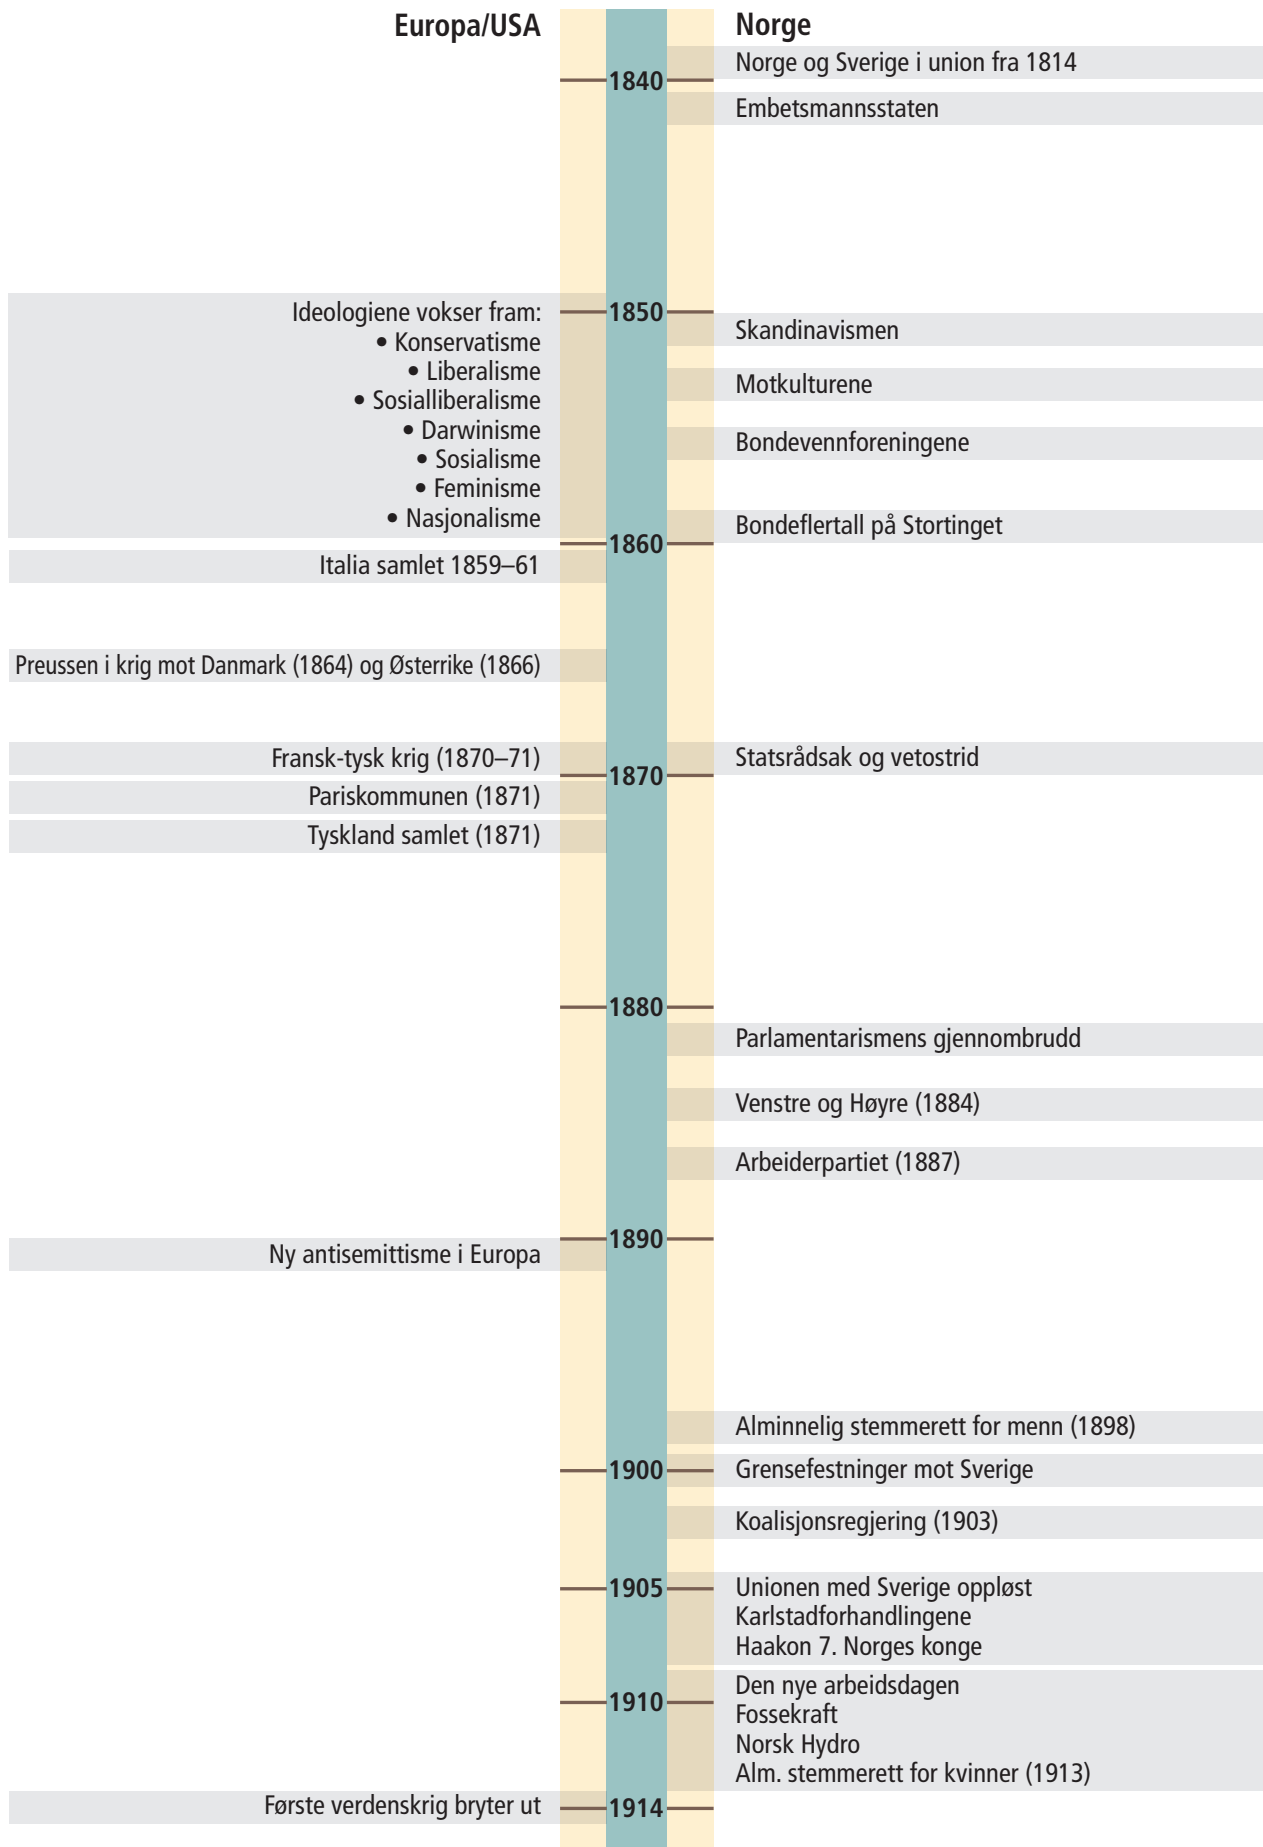 Europa/USA
Norge
Norge og Sverige i union fra 1814
1840
Embetsmannsstaten
Ideologiene vokser fram:
• Konservatisme
• Liberalisme
• Sosialliberalisme
• Darwinisme
• Sosialisme
• Feminisme
• Nasjonalisme
1850
Skandinavismen
Motkulturene
Bondevennforeningene
Bondeflertall på Stortinget
1860
Italia samlet 1859–61
Preussen i krig mot Danmark (1864) og Østerrike (1866)
Fransk-tysk krig (1870–71)
Statsrådsak og vetostrid
1870
Pariskommunen (1871)
Tyskland samlet (1871)
1880
Parlamentarismens gjennombrudd
Venstre og Høyre (1884)
Arbeiderpartiet (1887)
1890
Ny antisemittisme i Europa
Alminnelig stemmerett for menn (1898)
1900
Grensefestninger mot Sverige
Koalisjonsregjering (1903)
1905
Unionen med Sverige oppløst
Karlstadforhandlingene
Haakon 7. Norges konge
Den nye arbeidsdagen
1910
Fossekraft
Norsk Hydro
Alm. stemmerett for kvinner (1913)
Første verdenskrig bryter ut
1914